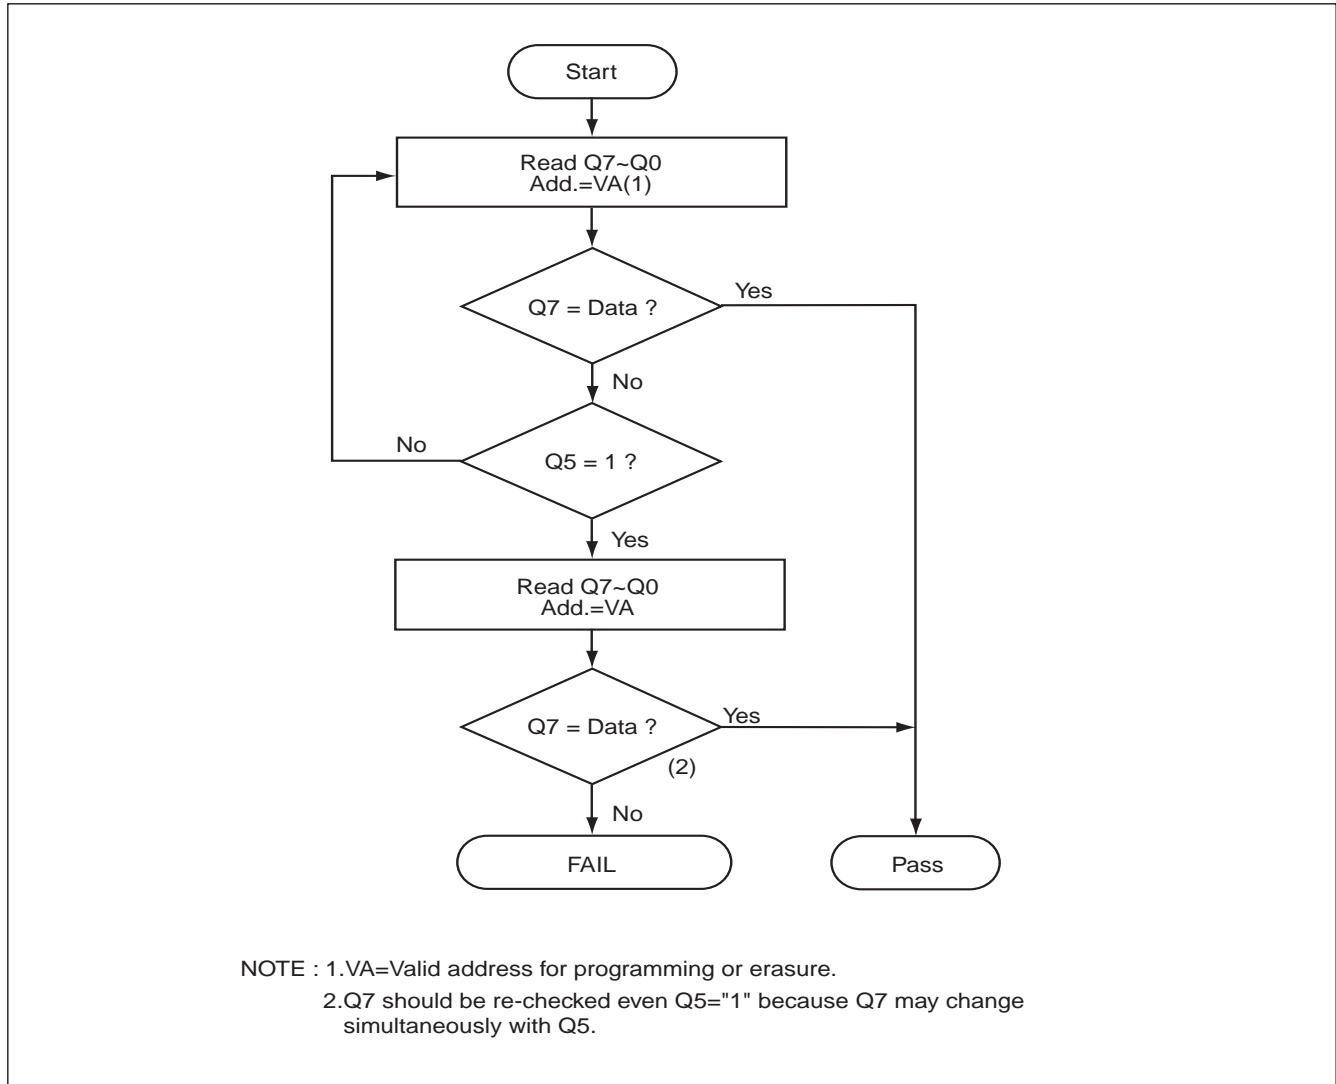 Start
Read Q7~Q0
Add.=VA(1)
Q7 = Data ?
Yes
No
No
Q5 = 1 ?
Yes
Read Q7~Q0
Add.=VA
Q7 = Data ?
Yes
(2)
No
FAIL
Pass
NOTE : 1.VA=Valid address for programming or erasure.
2.Q7 should be re-checked even Q5="1" because Q7 may change
simultaneously with Q5.